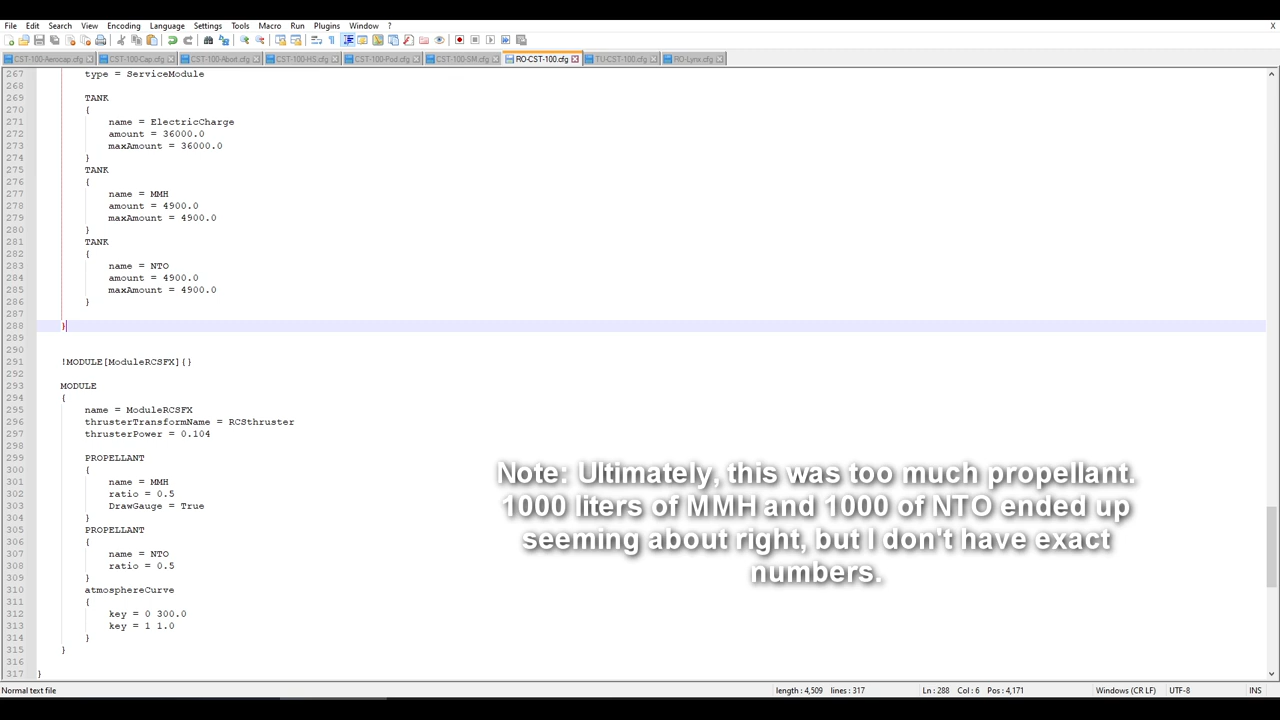 File Edit Search View Encoding Language Settings Tools Macro Run Plugins Window ? X
CST-100-Aerocap.cfg CST-100-Cap.cfg CST-100-Abort.cfg CST-100-HS.cfg CST-100-Pod.cfg CST-100-SM.cfg RO-CST-100.cfg TU-CST-100.cfg RO-Lynx.cfg
267 type = ServiceModule
268
269 TANK
270 {
271 name = ElectricCharge
272 amount = 36000.0
273 maxAmount = 36000.0
274 }
275 TANK
276 {
277 name = MMH
278 amount = 4900.0
279 maxAmount = 4900.0
280 }
281 TANK
282 {
283 name = NTO
284 amount = 4900.0
285 maxAmount = 4900.0
286 }
287
288 }
289
290
291 !MODULE[ModuleRCSFX]{}
292
293 MODULE
294 {
295 name = ModuleRCSFX
296 thrusterTransformName = RCSthruster
297 thrusterPower = 0.104
298
299 PROPELLANT
300 {
301 name = MMH
302 ratio = 0.5
303 DrawGauge = True
304 }
305 PROPELLANT
306 {
307 name = NTO
308 ratio = 0.5
309 }
310 atmosphereCurve
311 {
312 key = 0 300.0
313 key = 1 1.0
314 }
315 }
316
317 }
Note: Ultimately, this was too much propellant.
1000 liters of MMH and 1000 of NTO ended up
seeming about right, but I don't have exact
numbers.
Normal text file length : 4,509 lines : 317 Ln : 288 Col : 6 Pos : 4,171 Windows (CR LF) UTF-8 INS